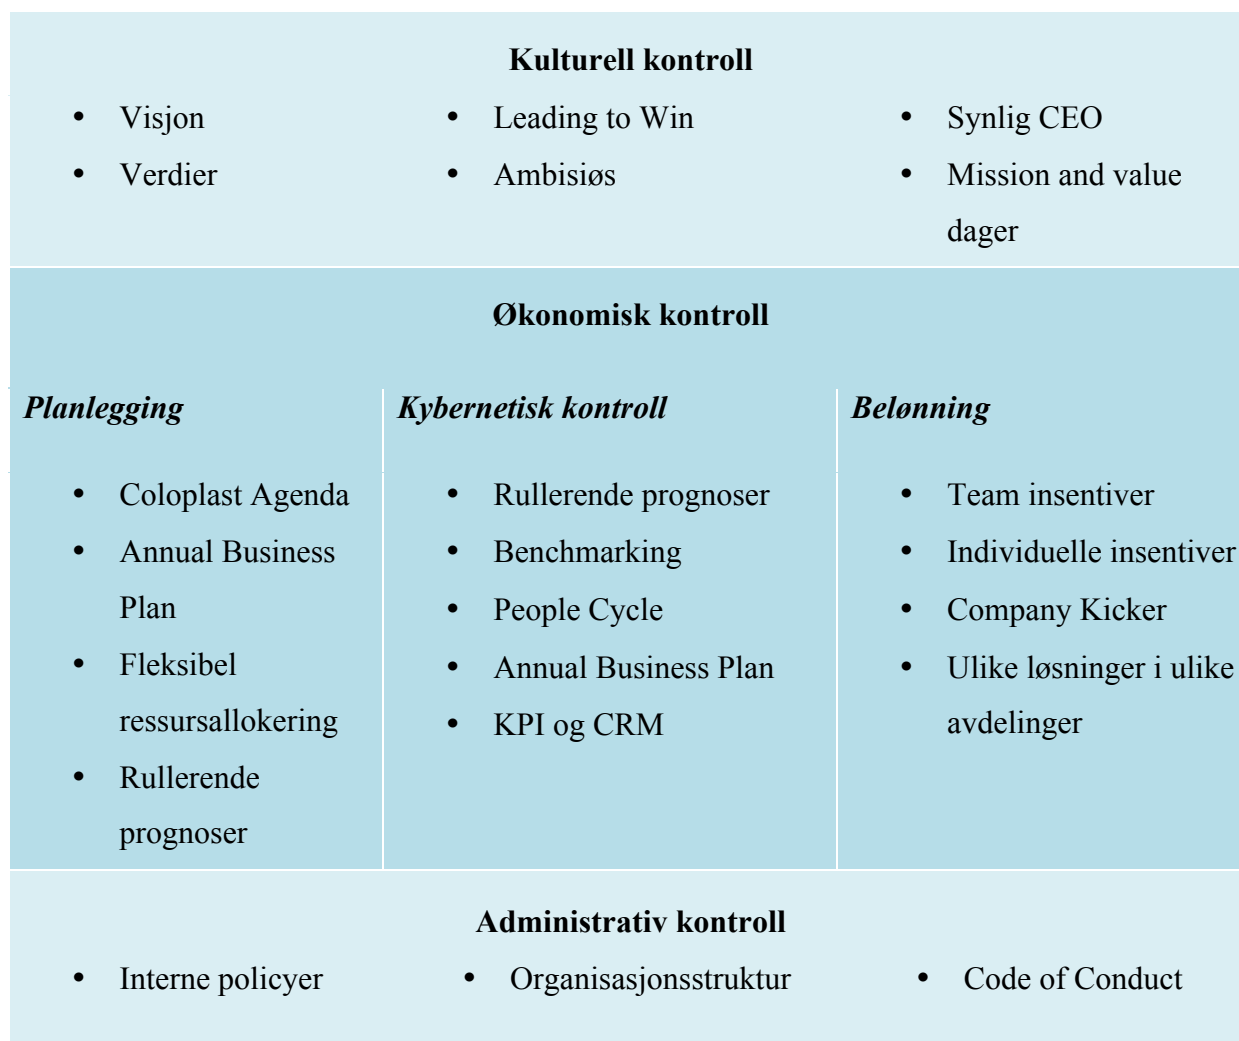 Kulturell kontroll
• Visjon
• Verdier
• Leading to Win
• Ambisiøs
• Synlig CEO
• Mission and value
dager
Økonomisk kontroll
Planlegging
• Coloplast Agenda
• Annual Business
Plan
• Fleksibel
ressursallokering
• Rullerende
prognoser
Kybernetisk kontroll
• Rullerende prognoser
• Benchmarking
• People Cycle
• Annual Business Plan
• KPI og CRM
Belønning
• Team insentiver
• Individuelle insentiver
• Company Kicker
• Ulike løsninger i ulike
avdelinger
Administrativ kontroll
• Interne policyer
• Organisasjonsstruktur
• Code of Conduct